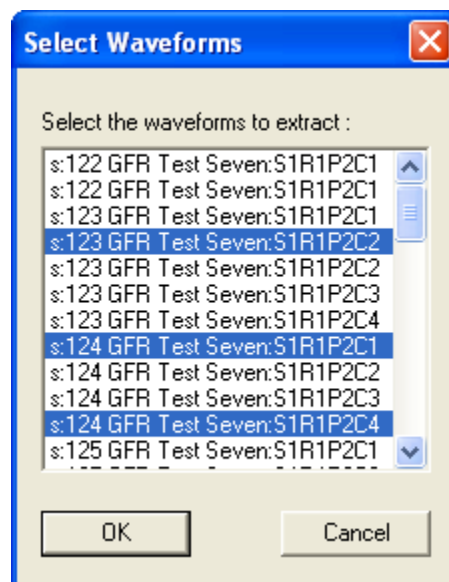 Select Waveforms
Select the waveforms to extract :
s:122 GFR Test Seven:S1R1P2C1
s:122 GFR Test Seven:S1R1P2C1
s:123 GFR Test Seven:S1R1P2C1
s:123 GFR Test Seven:S1R1P2C2
s:123 GFR Test Seven:S1R1P2C2
s:123 GFR Test Seven:S1R1P2C3
s:123 GFR Test Seven:S1R1P2C4
s:124 GFR Test Seven:S1R1P2C1
s:124 GFR Test Seven:S1R1P2C2
s:124 GFR Test Seven:S1R1P2C3
s:124 GFR Test Seven:S1R1P2C4
s:125 GFR Test Seven:S1R1P2C1
OK Cancel